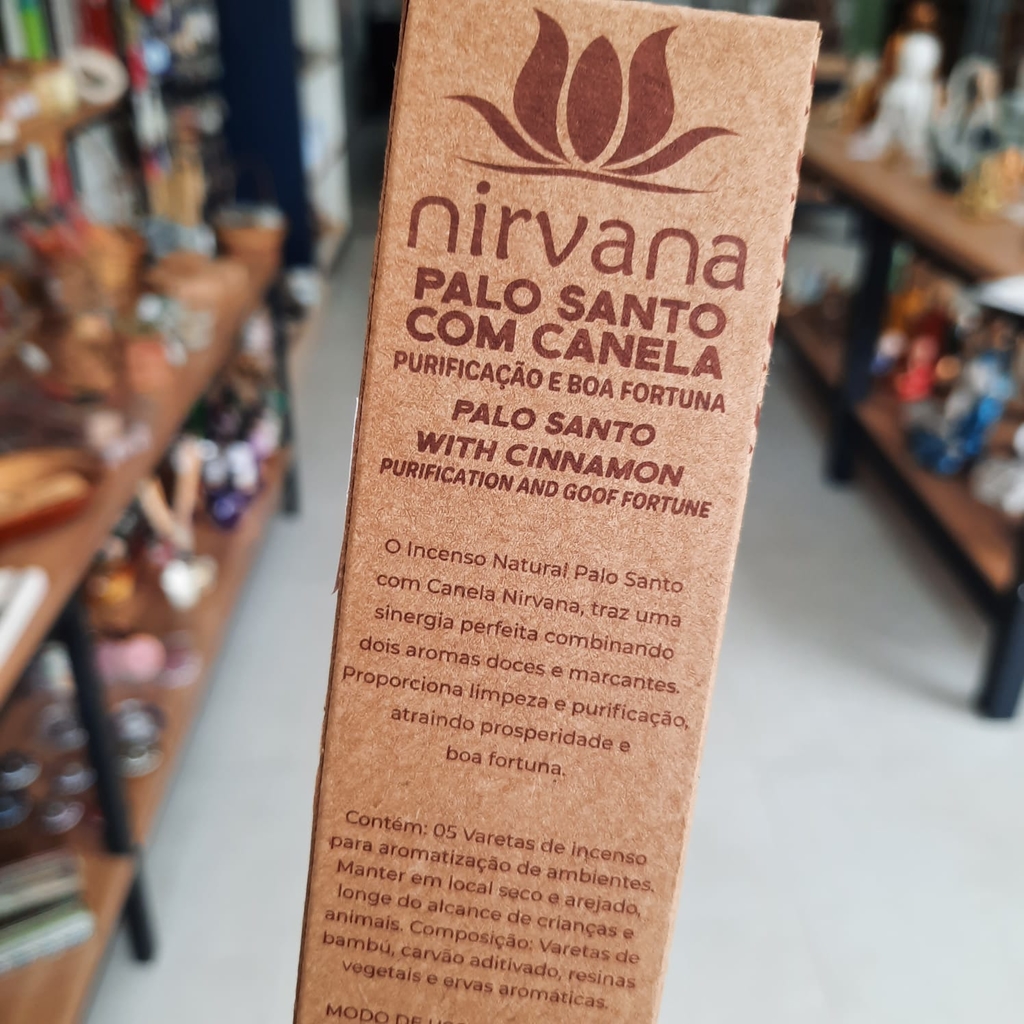 nirvana
PALO SANTO
COM CANELA
PURIFICAÇÃO E BOA FORTUNA
PALO SANTO
WITH CINNAMON
PURIFICATION AND GOOF FORTUNE
O Incenso Natural Palo Santo
com Canela Nirvana, traz uma
sinergia perfeita combinando
dois aromas doces e marcantes.
Proporciona limpeza e purificação,
atraindo prosperidade e
boa fortuna.
Contém: 05 Varetas de incenso
para aromatização de ambientes.
Manter em local seco e arejado,
longe do alcance de crianças e
animais. Composição: Varetas de
bambú, carvão aditivado, resinas
vegetais e ervas aromáticas.
MODO DE